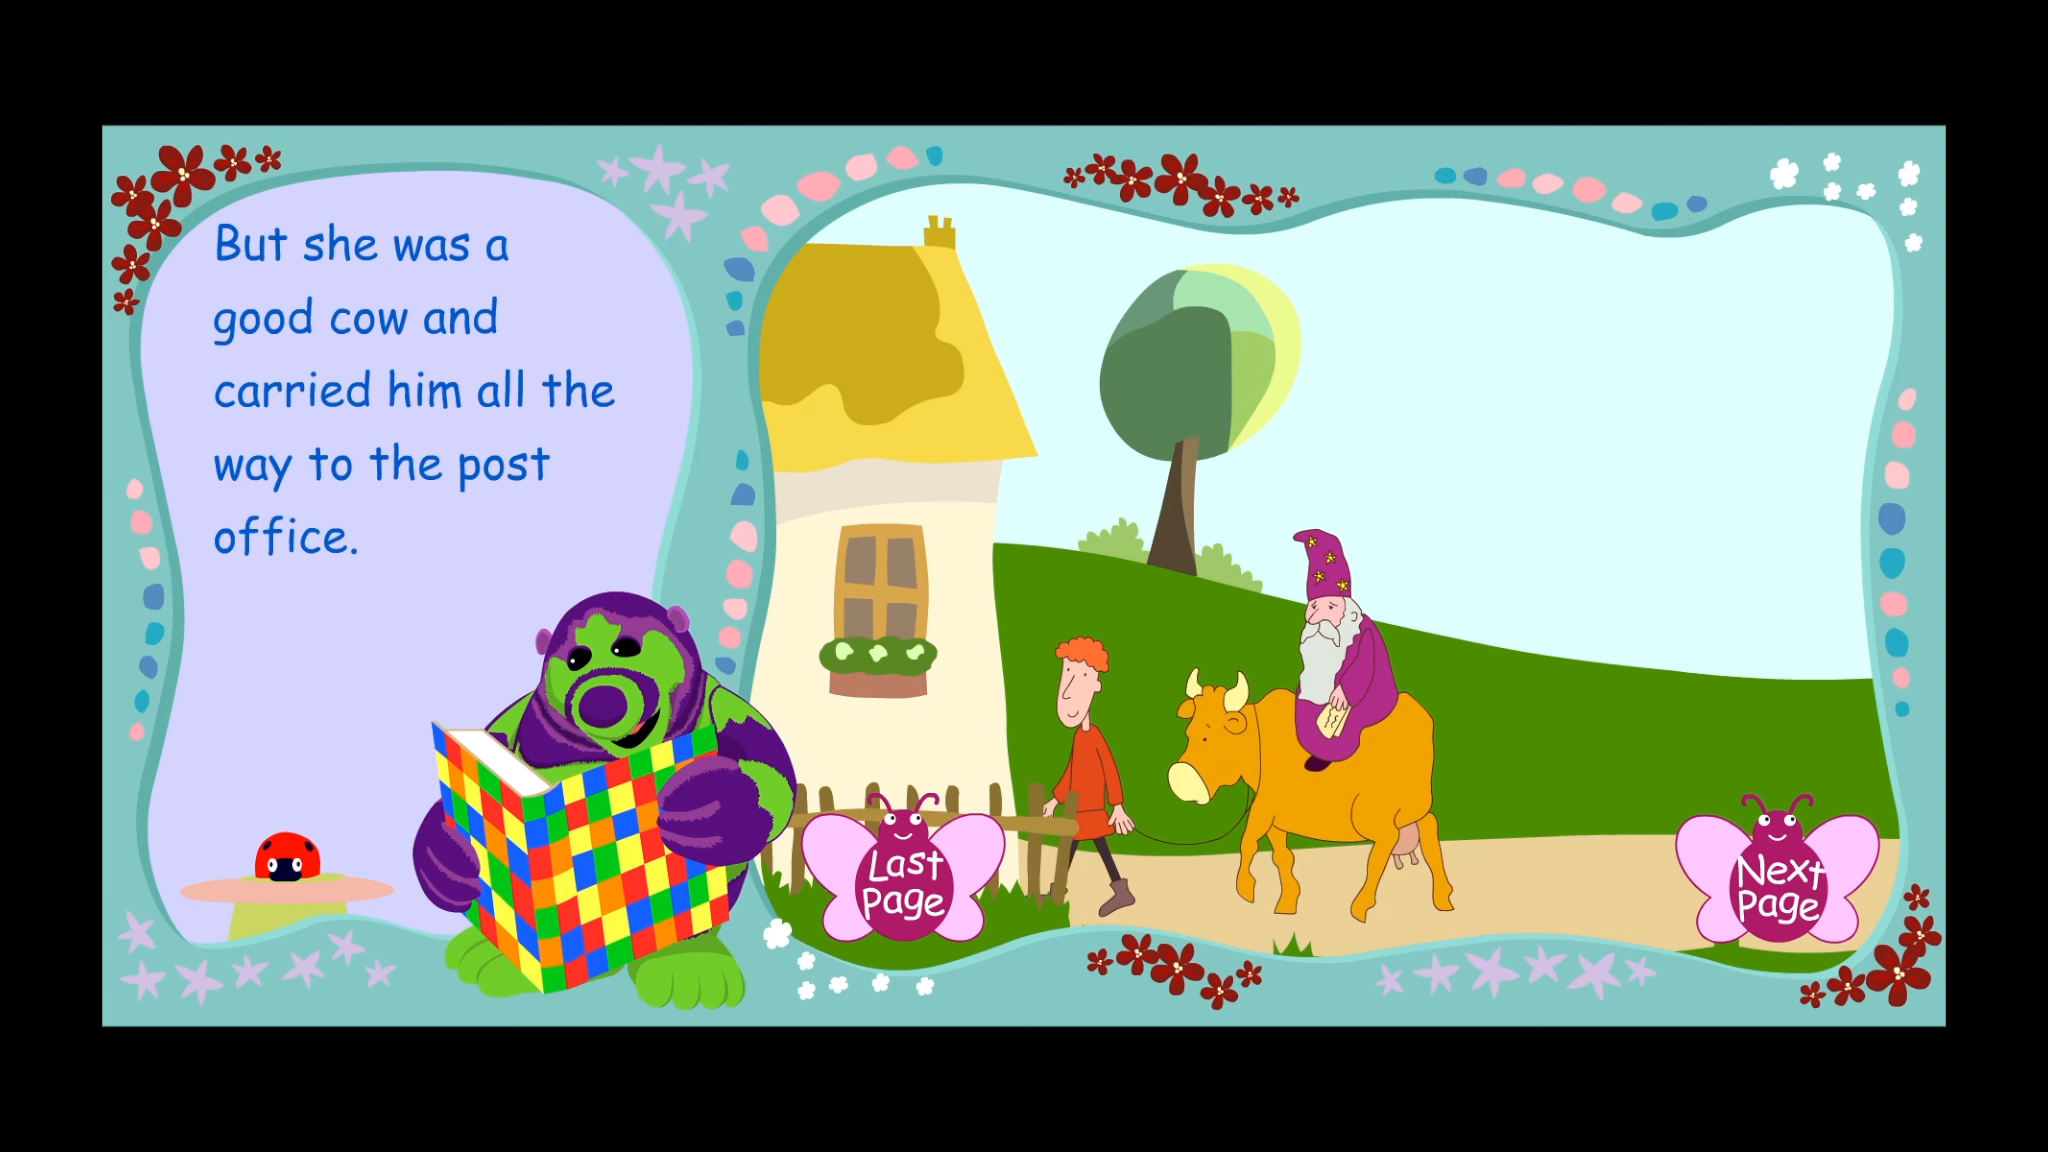 But she was a
good cow and
carried him all the
way to the post
office.
Last
Page
Next
Page